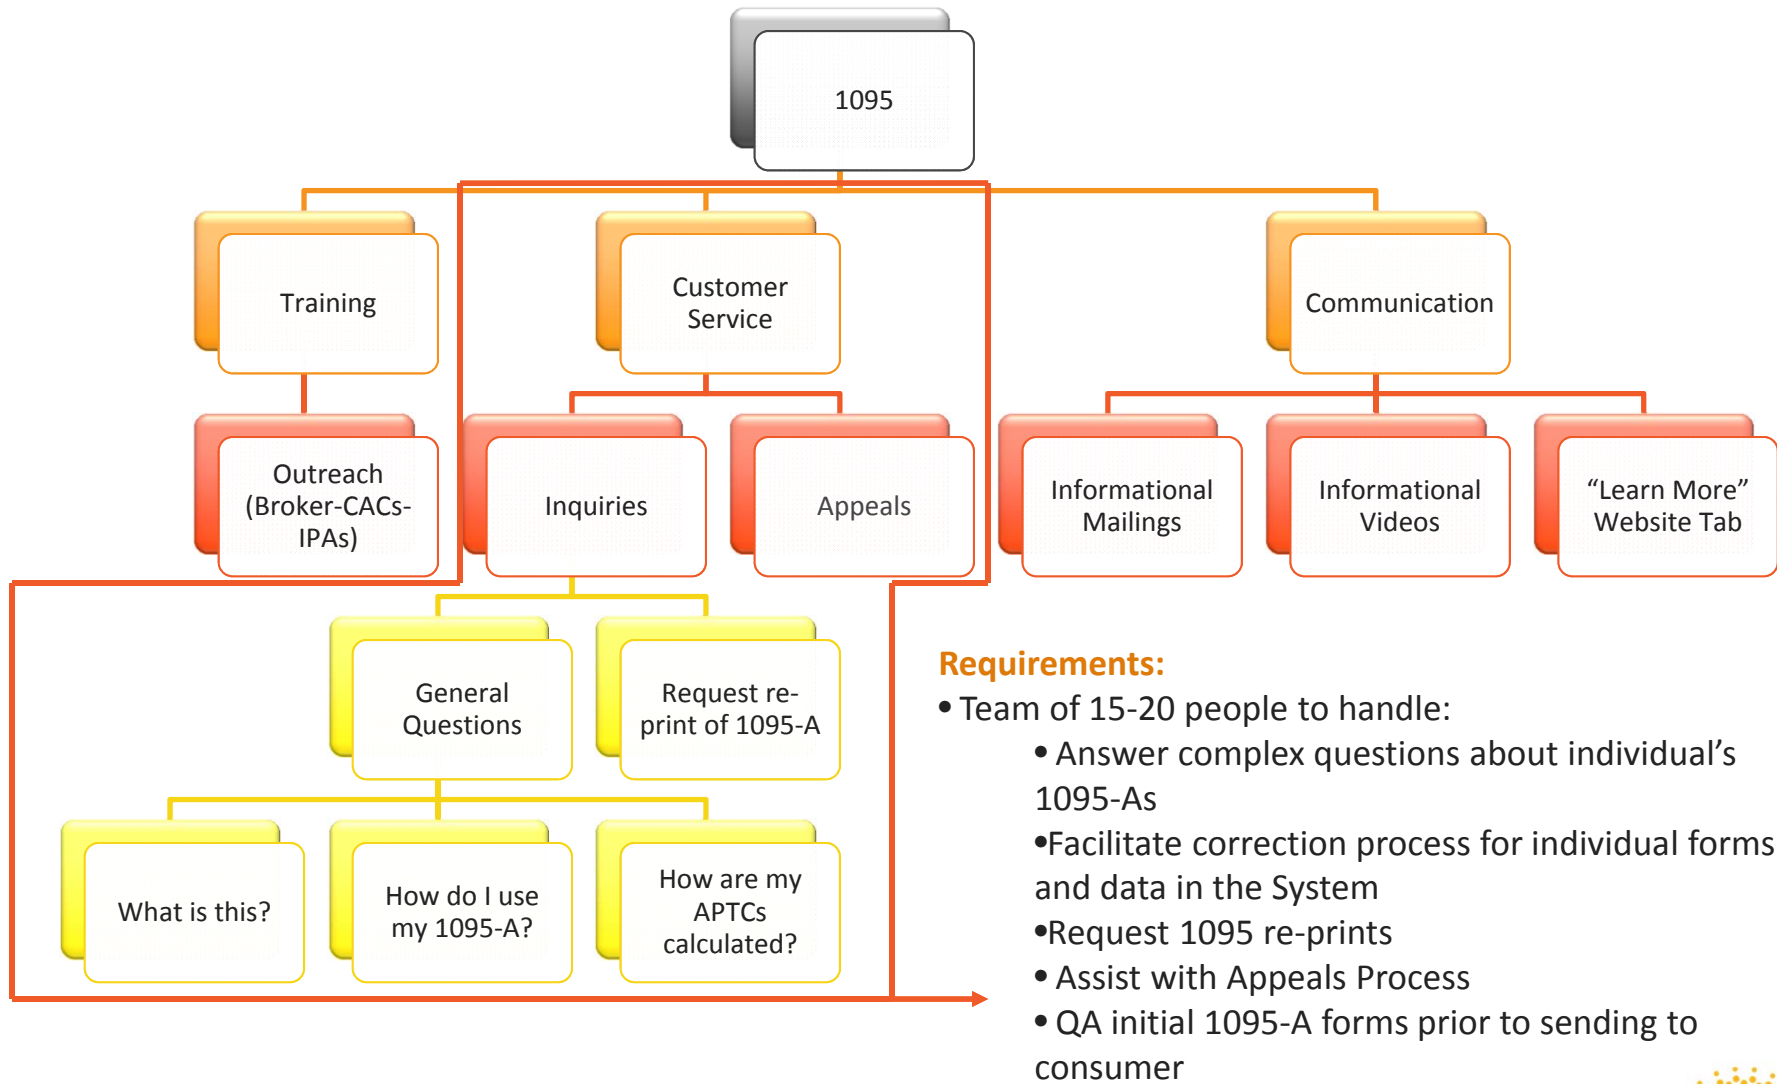 1095
Training
Customer
Service
Communication
Outreach
(Broker-CACs-
IPAs)
Inquiries
Appeals
Informational
Mailings
Informational
Videos
“Learn More”
Website Tab
General
Questions
Request re-
print of 1095-A
What is this?
How do I use
my 1095-A?
How are my
APTCs
calculated?
Requirements:
• Team of 15-20 people to handle:
• Answer complex questions about individual’s
1095-As
•Facilitate correction process for individual forms
and data in the System
•Request 1095 re-prints
• Assist with Appeals Process
• QA initial 1095-A forms prior to sending to
consumer